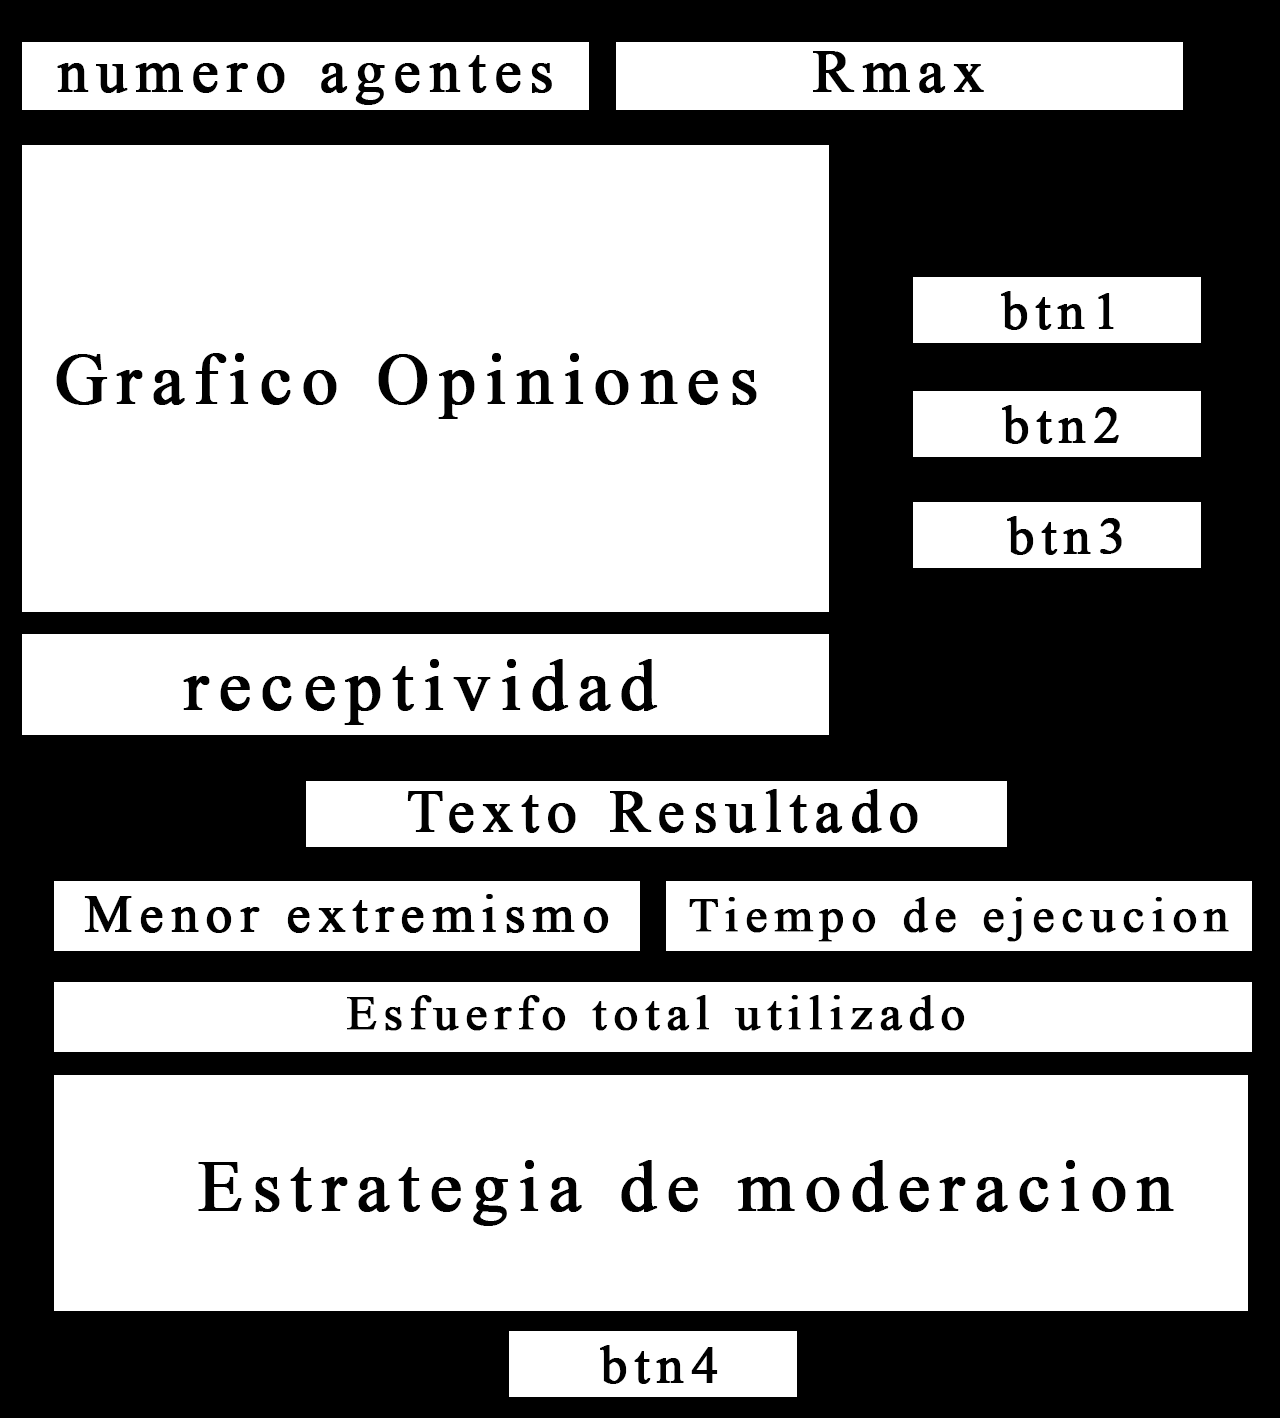 numero agentes
Rmax
Grafico Opiniones
btn1
btn2
btn3
receptividad
Texto Resultado
Menor extremismo
Tiempo de ejecucion
Esfuerfo total utilizado
Estrategia de moderacion
btn4